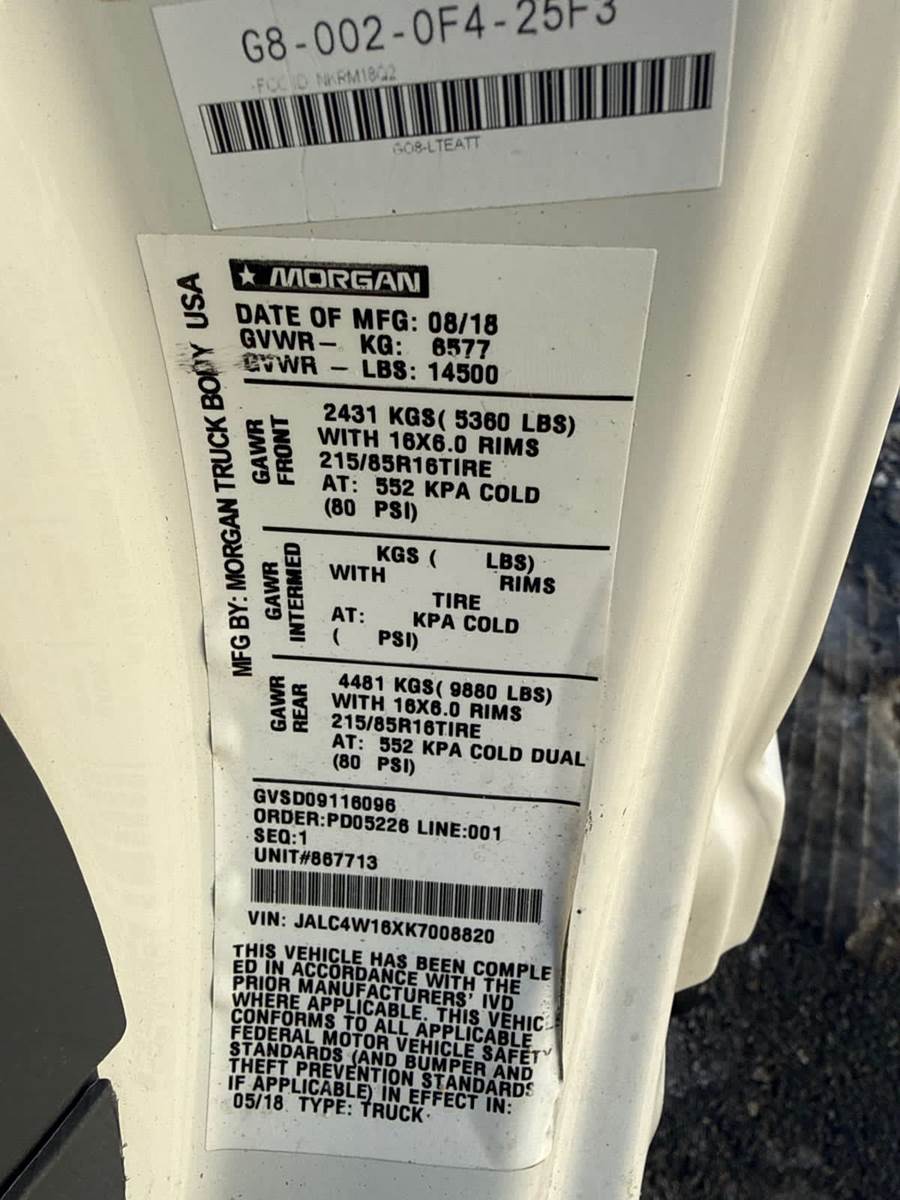 G8-002-0F4-25F3
-FCC ID NKRM18Q2
GO8-LTEATT
MORGAN
DATE OF MFG: 08/18
GVWR- KG: 6577
GVWR - LBS: 14500
MFG BY: MORGAN TRUCK BODY USA
GAWR FRONT
2431 KGS( 5360 LBS)
WITH 16X6.0 RIMS
215/85R16TIRE
AT: 552 KPA COLD
(80 PSI)
GAWR INTERMED
KGS ( LBS)
WITH RIMS
TIRE
AT: KPA COLD
( PSI)
GAWR REAR
4481 KGS( 9880 LBS)
WITH 16X6.0 RIMS
215/85R16TIRE
AT: 552 KPA COLD DUAL
(80 PSI)
GVSD09116096
ORDER:PD05226 LINE:001
SEQ:1
UNIT#867713
VIN: JALC4W16XK7008820
THIS VEHICLE HAS BEEN COMPLE
ED IN ACCORDANCE WITH THE
PRIOR MANUFACTURERS' IVD
WHERE APPLICABLE. THIS VEHIC
CONFORMS TO ALL APPLICABLE
FEDERAL MOTOR VEHICLE SAFETY
STANDARDS (AND BUMPER AND
THEFT PREVENTION STANDARDS
IF APPLICABLE) IN EFFECT IN:
05/18 TYPE: TRUCK